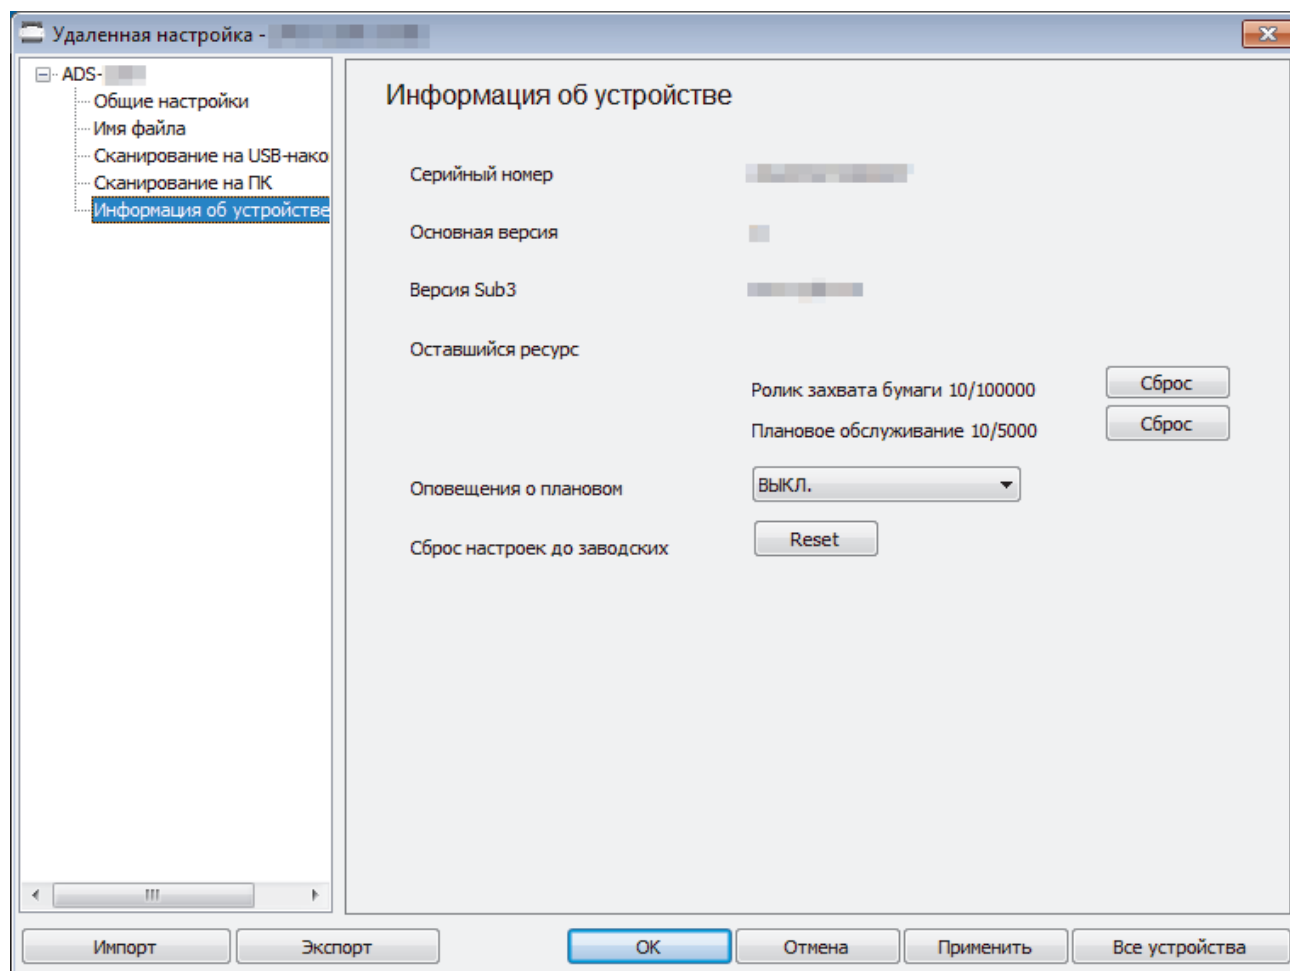 Удаленная настройка -
ADS-
Общие настройки
Имя файла
Сканирование на USB-нако
Сканирование на ПК
Информация об устройстве
Информация об устройстве
Серийный номер
Основная версия
Версия Sub3
Оставшийся ресурс
Ролик захвата бумаги 10/100000 Сброс
Плановое обслуживание 10/5000 Сброс
Оповещения о плановом ВЫКЛ.
Сброс настроек до заводских Reset
Импорт Экспорт OK Отмена Применить Все устройства